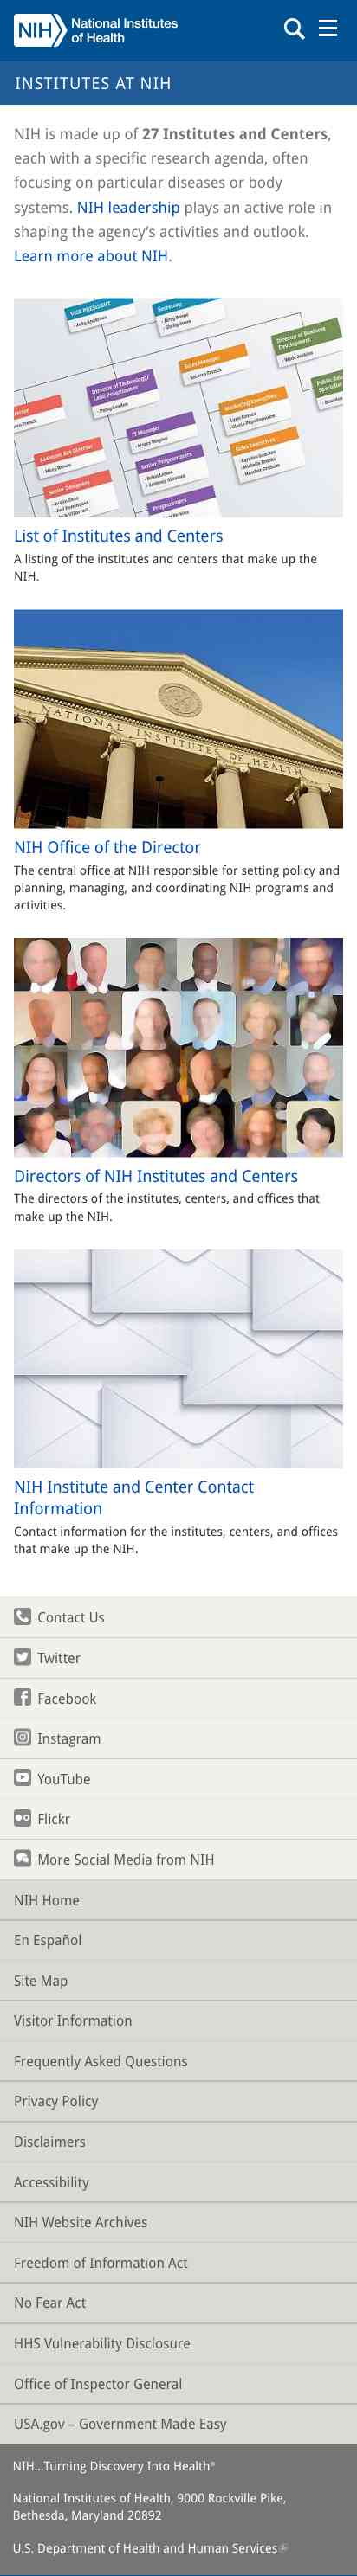 NIH National Institutes
of Health
INSTITUTES AT NIH
NIH is made up of 27 Institutes and Centers,
each with a specific research agenda, often
focusing on particular diseases or body
systems. NIH leadership plays an active role in
shaping the agency’s activities and outlook.
Learn more about NIH.
VICE PRESIDENT
Secretary
Director of Business
Development
Sales Manager
Director of Technology/
Lead Programmer
Marketing Executives
IT Manager
Sales Executives
Assistant Art Director
Senior Programmers
Senior Designers
Programmers
List of Institutes and Centers
A listing of the institutes and centers that make up the
NIH.
NATIONAL INSTITUTES OF HEALTH
NIH Office of the Director
The central office at NIH responsible for setting policy and
planning, managing, and coordinating NIH programs and
activities.
Directors of NIH Institutes and Centers
The directors of the institutes, centers, and offices that
make up the NIH.
NIH Institute and Center Contact
Information
Contact information for the institutes, centers, and offices
that make up the NIH.
Contact Us
Twitter
Facebook
Instagram
YouTube
Flickr
More Social Media from NIH
NIH Home
En Español
Site Map
Visitor Information
Frequently Asked Questions
Privacy Policy
Disclaimers
Accessibility
NIH Website Archives
Freedom of Information Act
No Fear Act
HHS Vulnerability Disclosure
Office of Inspector General
USA.gov – Government Made Easy
NIH…Turning Discovery Into Health®
National Institutes of Health, 9000 Rockville Pike,
Bethesda, Maryland 20892
U.S. Department of Health and Human Services